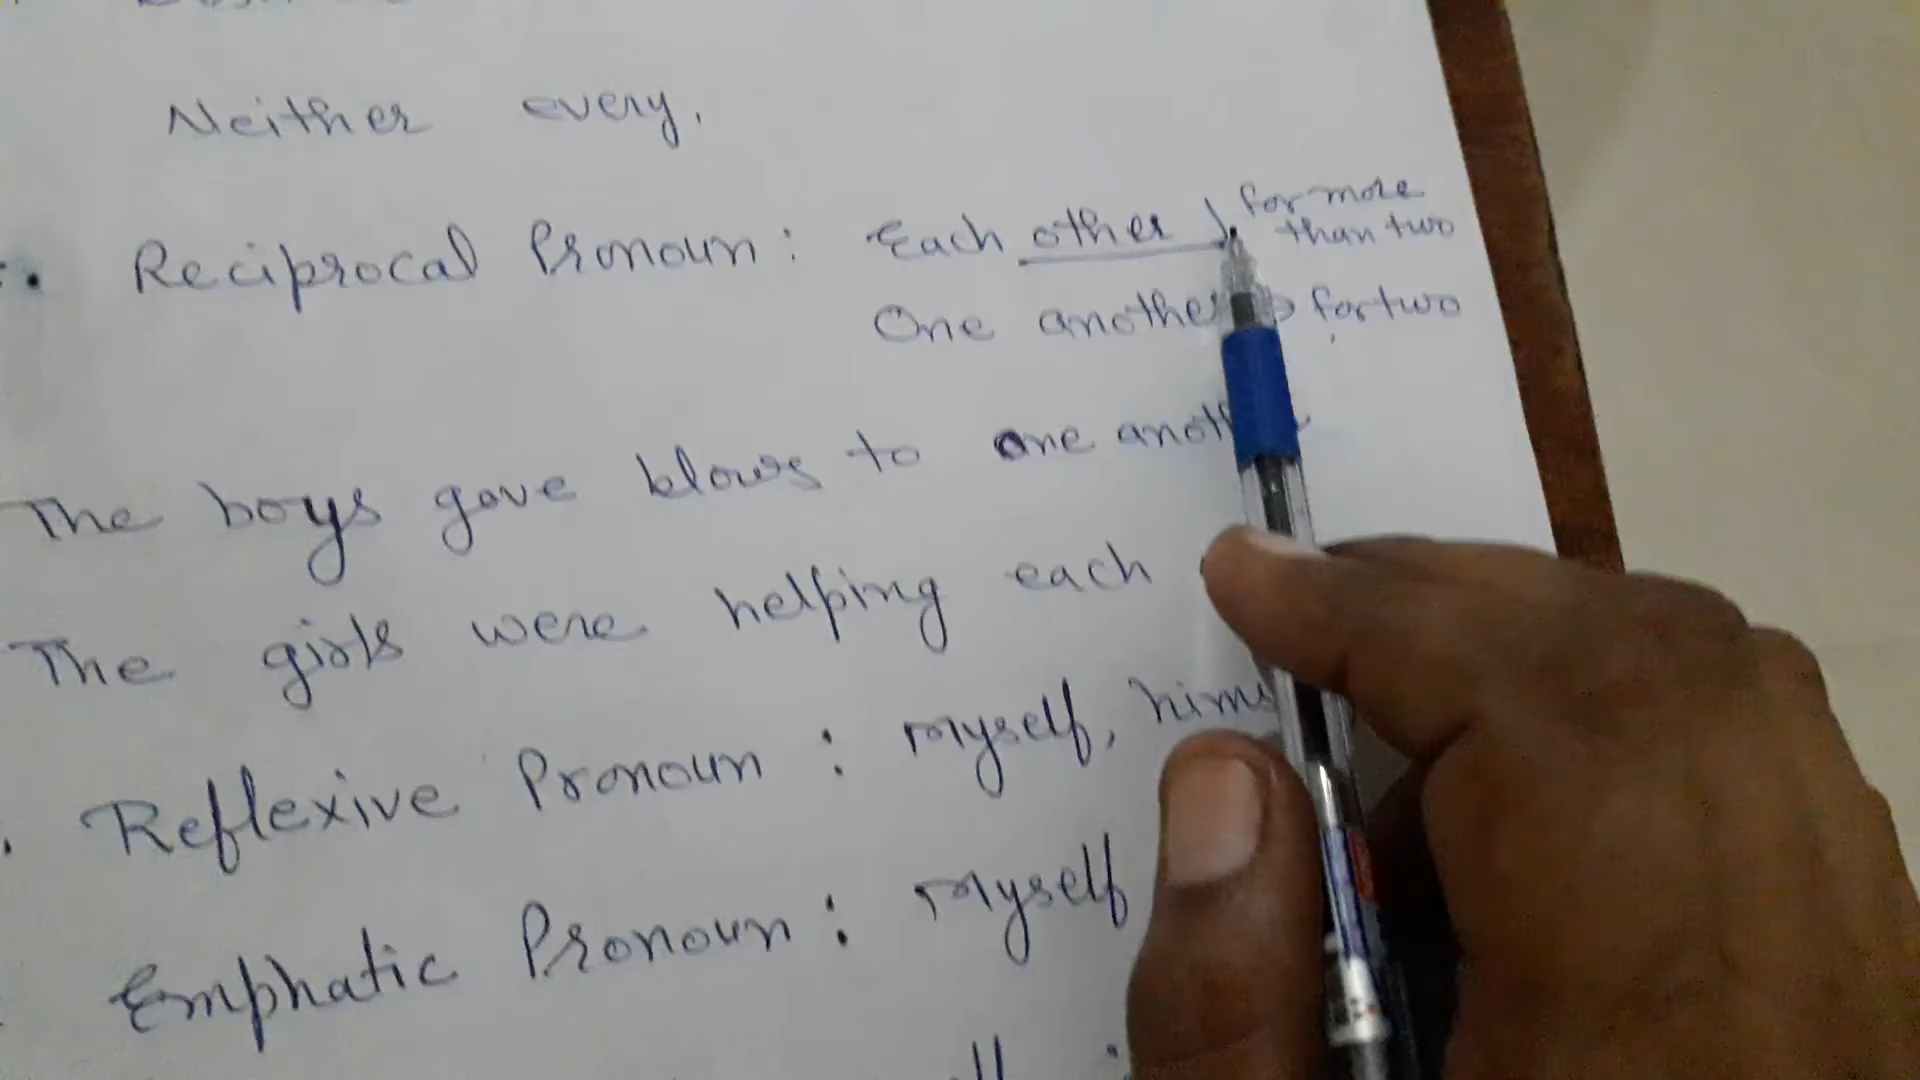 Neither every.
Reciprocal Pronoun: Each other for more
than two
One another → for two
The boys gave blows to one
The girls were helping each
Reflexive Pronoun : myself,
Emphatic Pronoun : Myself